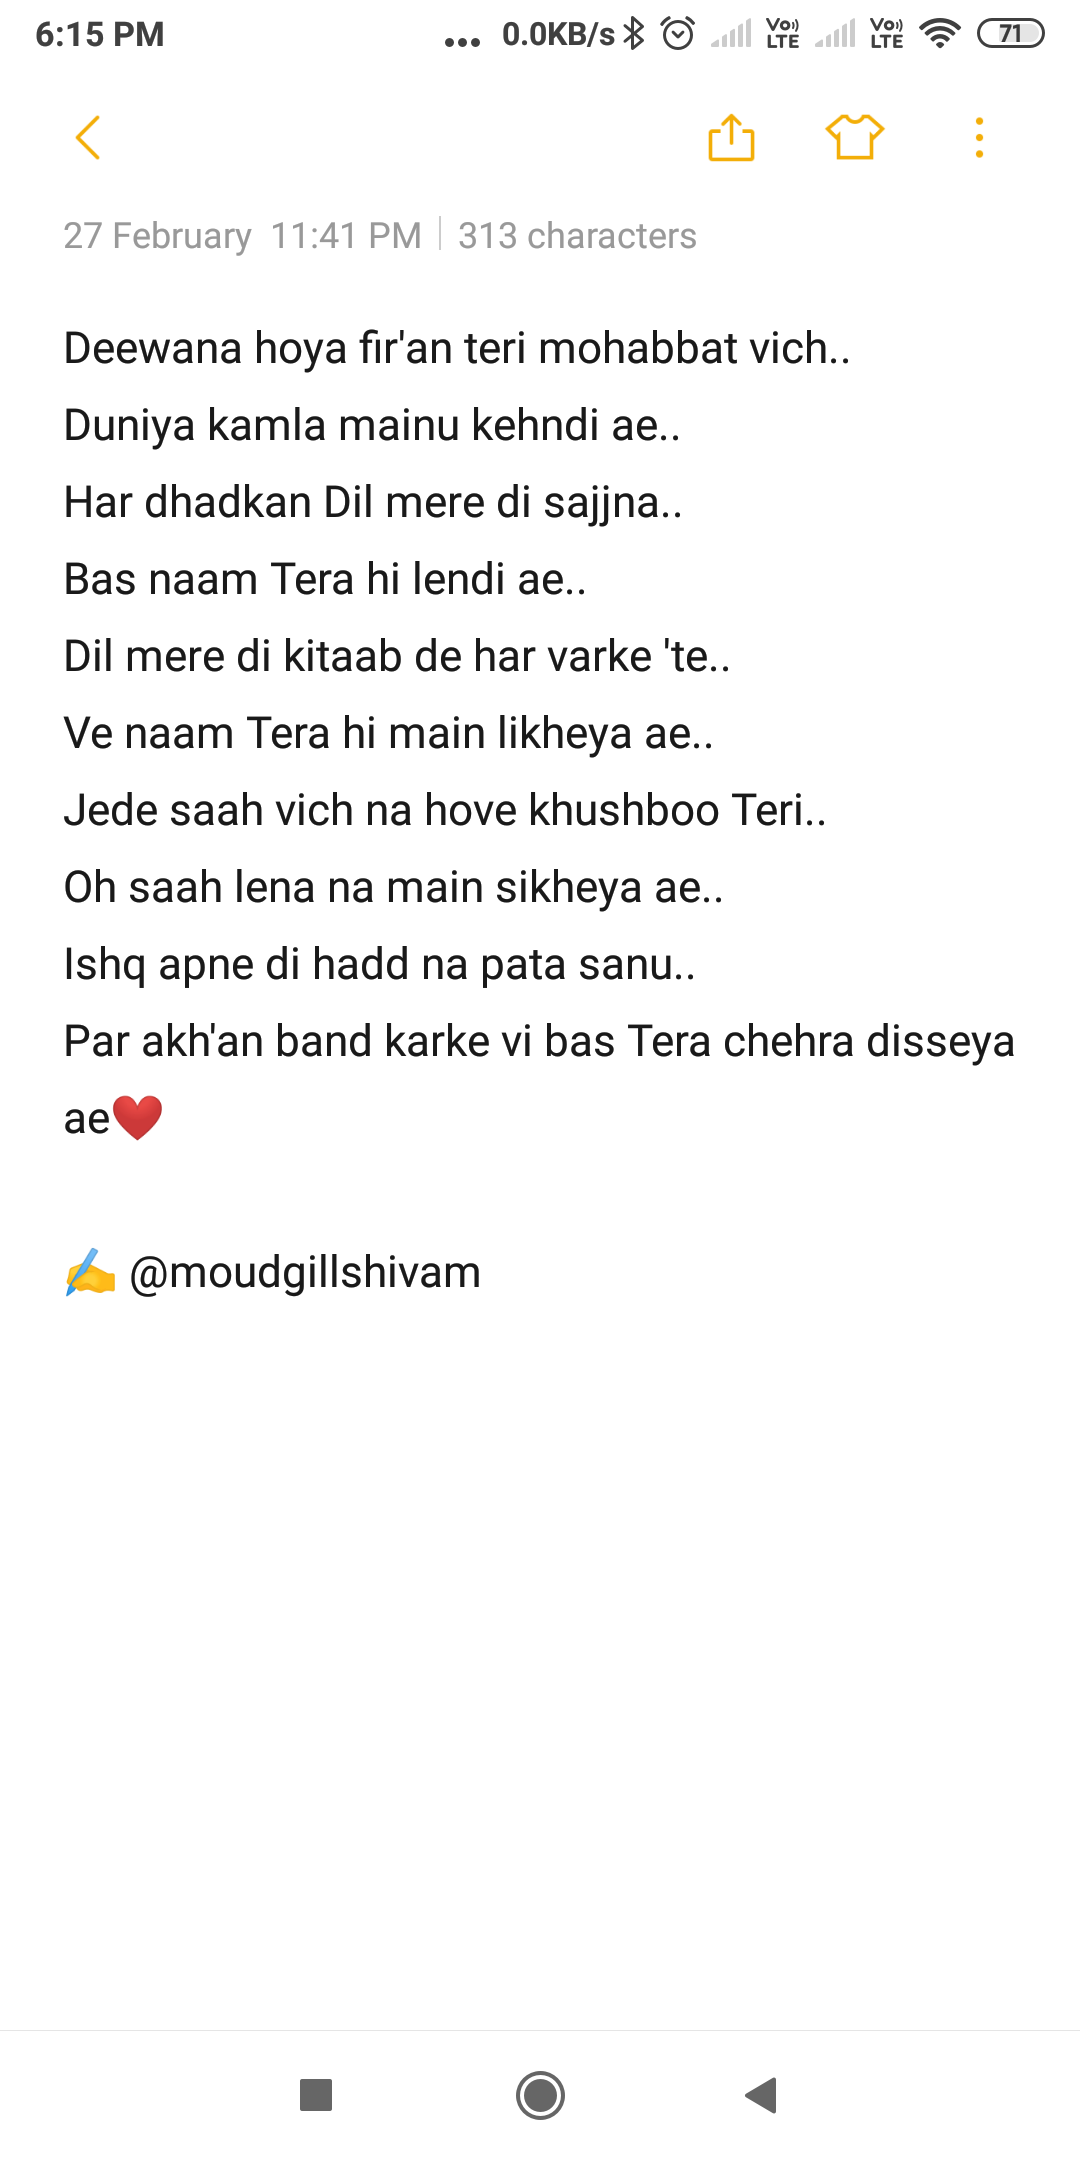 6:15 PM ... 0.0KB/s Vo)) LTE Vo)) LTE 71
27 February 11:41 PM | 313 characters
Deewana hoya fir'an teri mohabbat vich..
Duniya kamla mainu kehndi ae..
Har dhadkan Dil mere di sajjna..
Bas naam Tera hi lendi ae..
Dil mere di kitaab de har varke 'te..
Ve naam Tera hi main likheya ae..
Jede saah vich na hove khushboo Teri..
Oh saah lena na main sikheya ae..
Ishq apne di hadd na pata sanu..
Par akh'an band karke vi bas Tera chehra disseya
ae❤️
✍️ @moudgillshivam